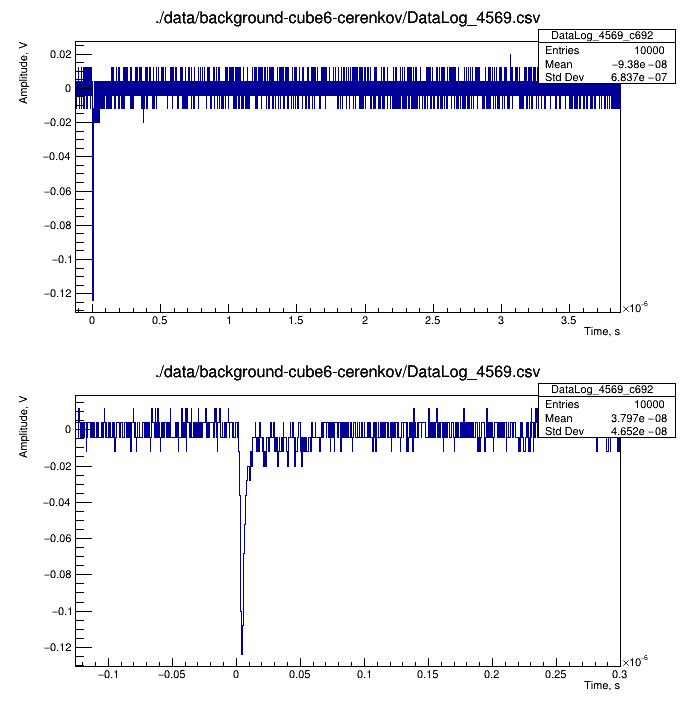 ./data/background-cube6-cerenkov/DataLog_4569.csv
DataLog_4569_c692
Entries 10000
Mean −9.38e −08
Std Dev 6.837e −07
Amplitude, V
0.02
0
−0.02
−0.04
−0.06
−0.08
−0.1
−0.12
0 0.5 1 1.5 2 2.5 3 3.5
×10−6
Time, s
./data/background-cube6-cerenkov/DataLog_4569.csv
DataLog_4569_c692
Entries 10000
Mean 3.797e −08
Std Dev 4.652e −08
Amplitude, V
0
−0.02
−0.04
−0.06
−0.08
−0.1
−0.12
−0.1 −0.05 0 0.05 0.1 0.15 0.2 0.25 0.3
×10−6
Time, s